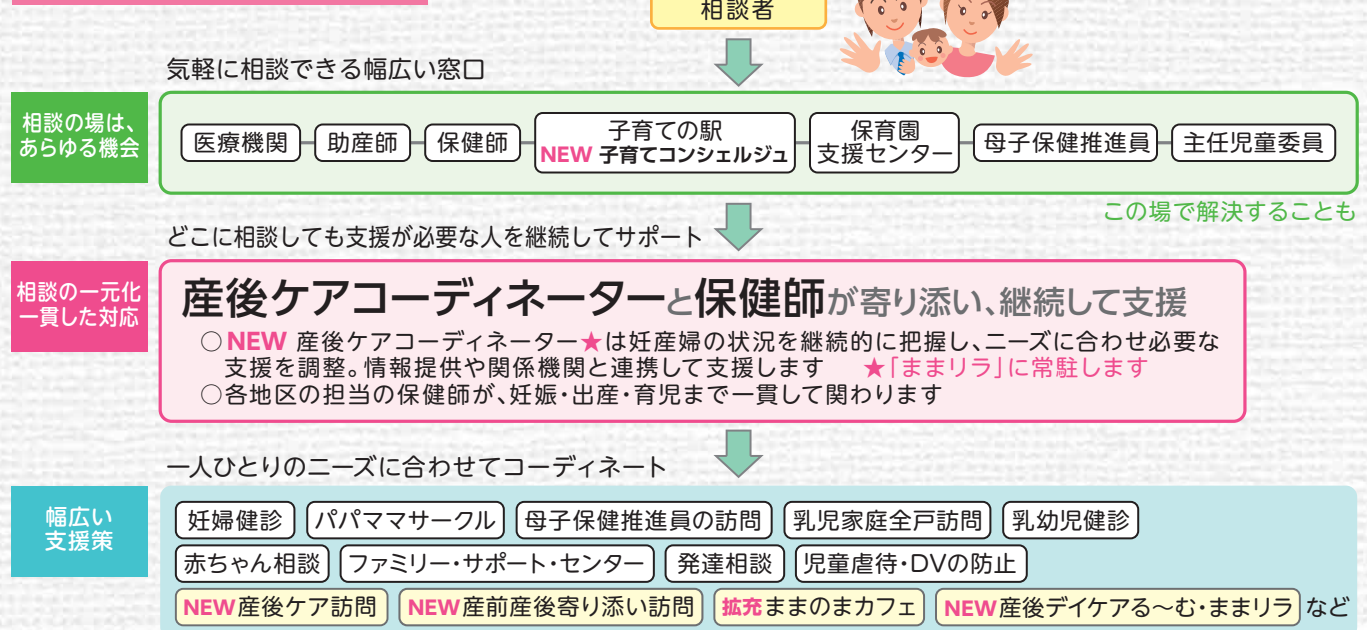 相談者
気軽に相談できる幅広い窓口
相談の場は、
あらゆる機会
医療機関
助産師
保健師
子育ての駅
NEW 子育てコンシェルジュ
保育園
支援センター
母子保健推進員
主任児童委員
この場で解決することも
どこに相談しても支援が必要な人を継続してサポート
相談の一元化
一貫した対応
産後ケアコーディネーターと保健師が寄り添い、継続して支援
○NEW 産後ケアコーディネーター★は妊産婦の状況を継続的に把握し、ニーズに合わせ必要な
支援を調整。情報提供や関係機関と連携して支援します ★「ままリラ」に常駐します
○各地区の担当の保健師が、妊娠・出産・育児まで一貫して関わります
一人ひとりのニーズに合わせてコーディネート
幅広い
支援策
妊婦健診 パパママサークル 母子保健推進員の訪問 乳児家庭全戸訪問 乳幼児健診
赤ちゃん相談 ファミリー・サポート・センター 発達相談 児童虐待・DVの防止
NEW産後ケア訪問 NEW産前産後寄り添い訪問 拡充ままのまカフェ NEW産後デイケアる〜む・ままリラ など